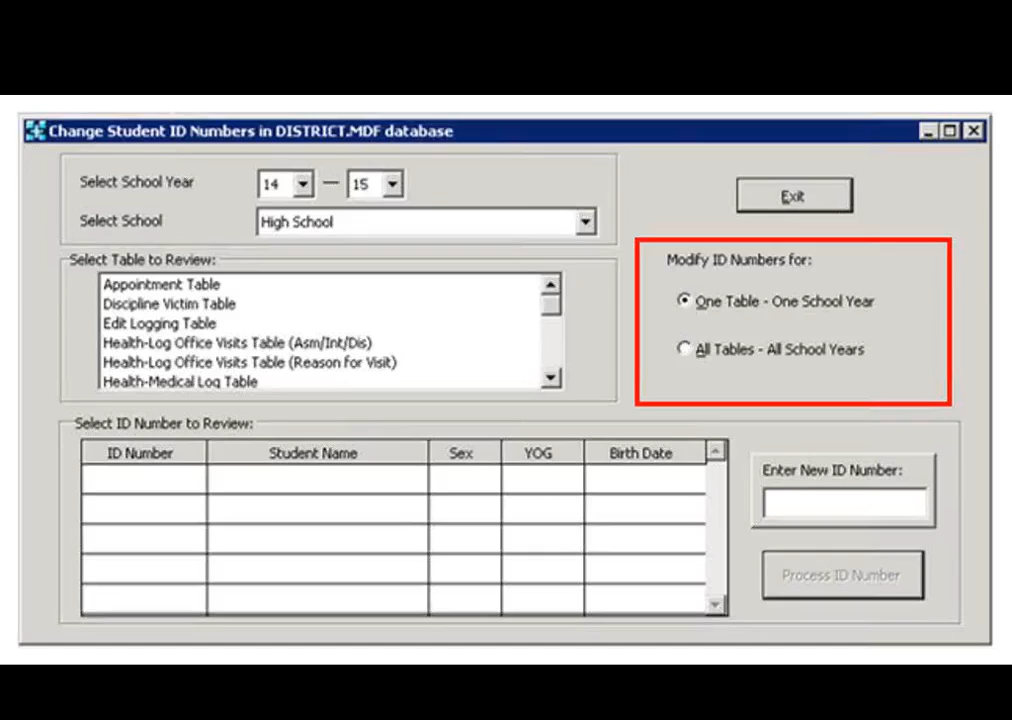 Change Student ID Numbers in DISTRICT.MDF database
Select School Year 14 — 15
Select School High School
Exit
Select Table to Review:
Appointment Table
Discipline Victim Table
Edit Logging Table
Health-Log Office Visits Table (Asm/Int/Dis)
Health-Log Office Visits Table (Reason for Visit)
Health-Medical Log Table
Modify ID Numbers for:
One Table - One School Year
All Tables - All School Years
Select ID Number to Review:
ID Number Student Name Sex YOG Birth Date
Enter New ID Number:
Process ID Number